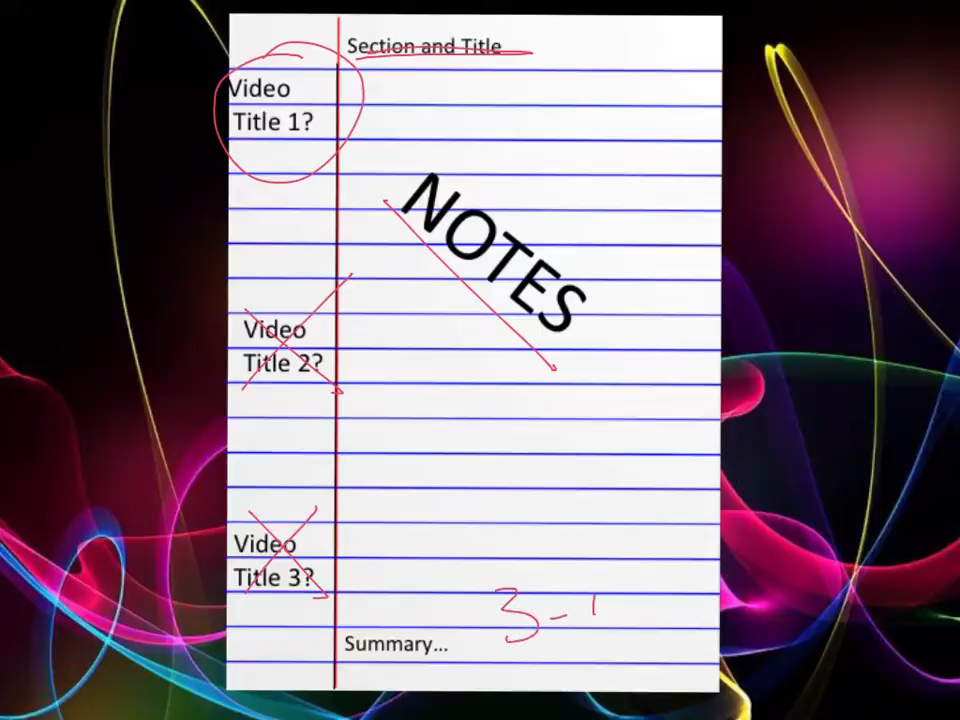 Section and Title
Video
Title 1?
NOTES
Video
Title 2?
Video
Title 3?
3-1
Summary...